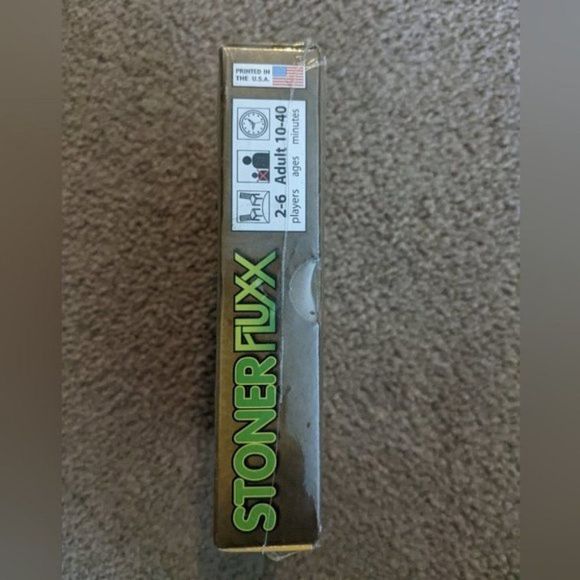 PRINTED IN
THE U.S.A.
2-6 Adult 10-40
players ages minutes
STONER FLUXX